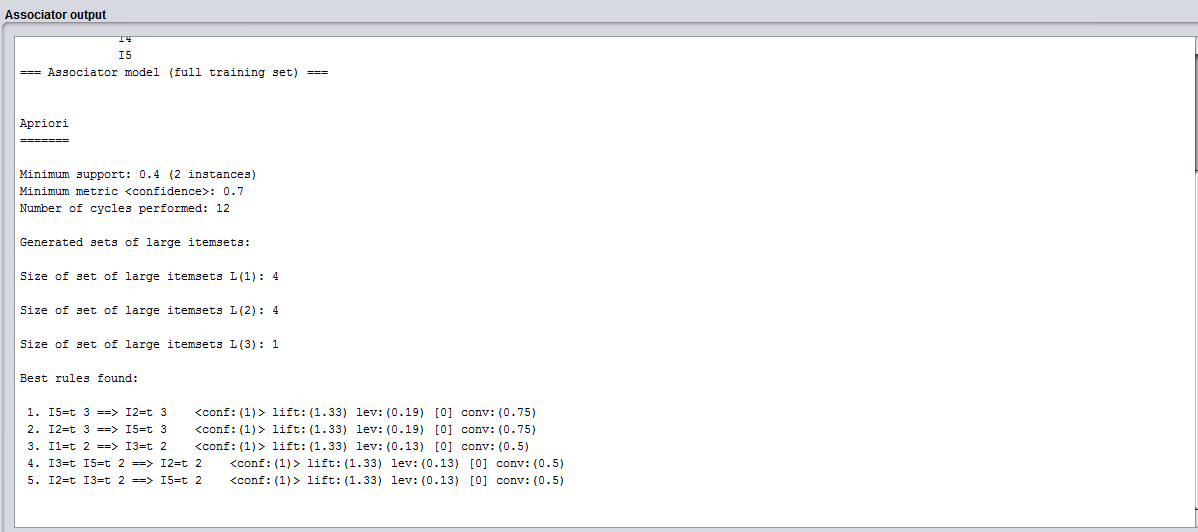 Associator output
I4
I5
=== Associator model (full training set) ===
Apriori
=======
Minimum support: 0.4 (2 instances)
Minimum metric <confidence>: 0.7
Number of cycles performed: 12
Generated sets of large itemsets:
Size of set of large itemsets L(1): 4
Size of set of large itemsets L(2): 4
Size of set of large itemsets L(3): 1
Best rules found:
1. I5=t 3 ==> I2=t 3 <conf:(1)> lift:(1.33) lev:(0.19) [0] conv:(0.75)
2. I2=t 3 ==> I5=t 3 <conf:(1)> lift:(1.33) lev:(0.19) [0] conv:(0.75)
3. I1=t 2 ==> I3=t 2 <conf:(1)> lift:(1.33) lev:(0.13) [0] conv:(0.5)
4. I3=t I5=t 2 ==> I2=t 2 <conf:(1)> lift:(1.33) lev:(0.13) [0] conv:(0.5)
5. I2=t I3=t 2 ==> I5=t 2 <conf:(1)> lift:(1.33) lev:(0.13) [0] conv:(0.5)